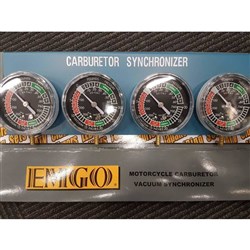 CARBURETOR SYNCHRONIZER
EMGO
MOTORCYCLE CARBURETOR
VACUUM SYNCHRONIZER